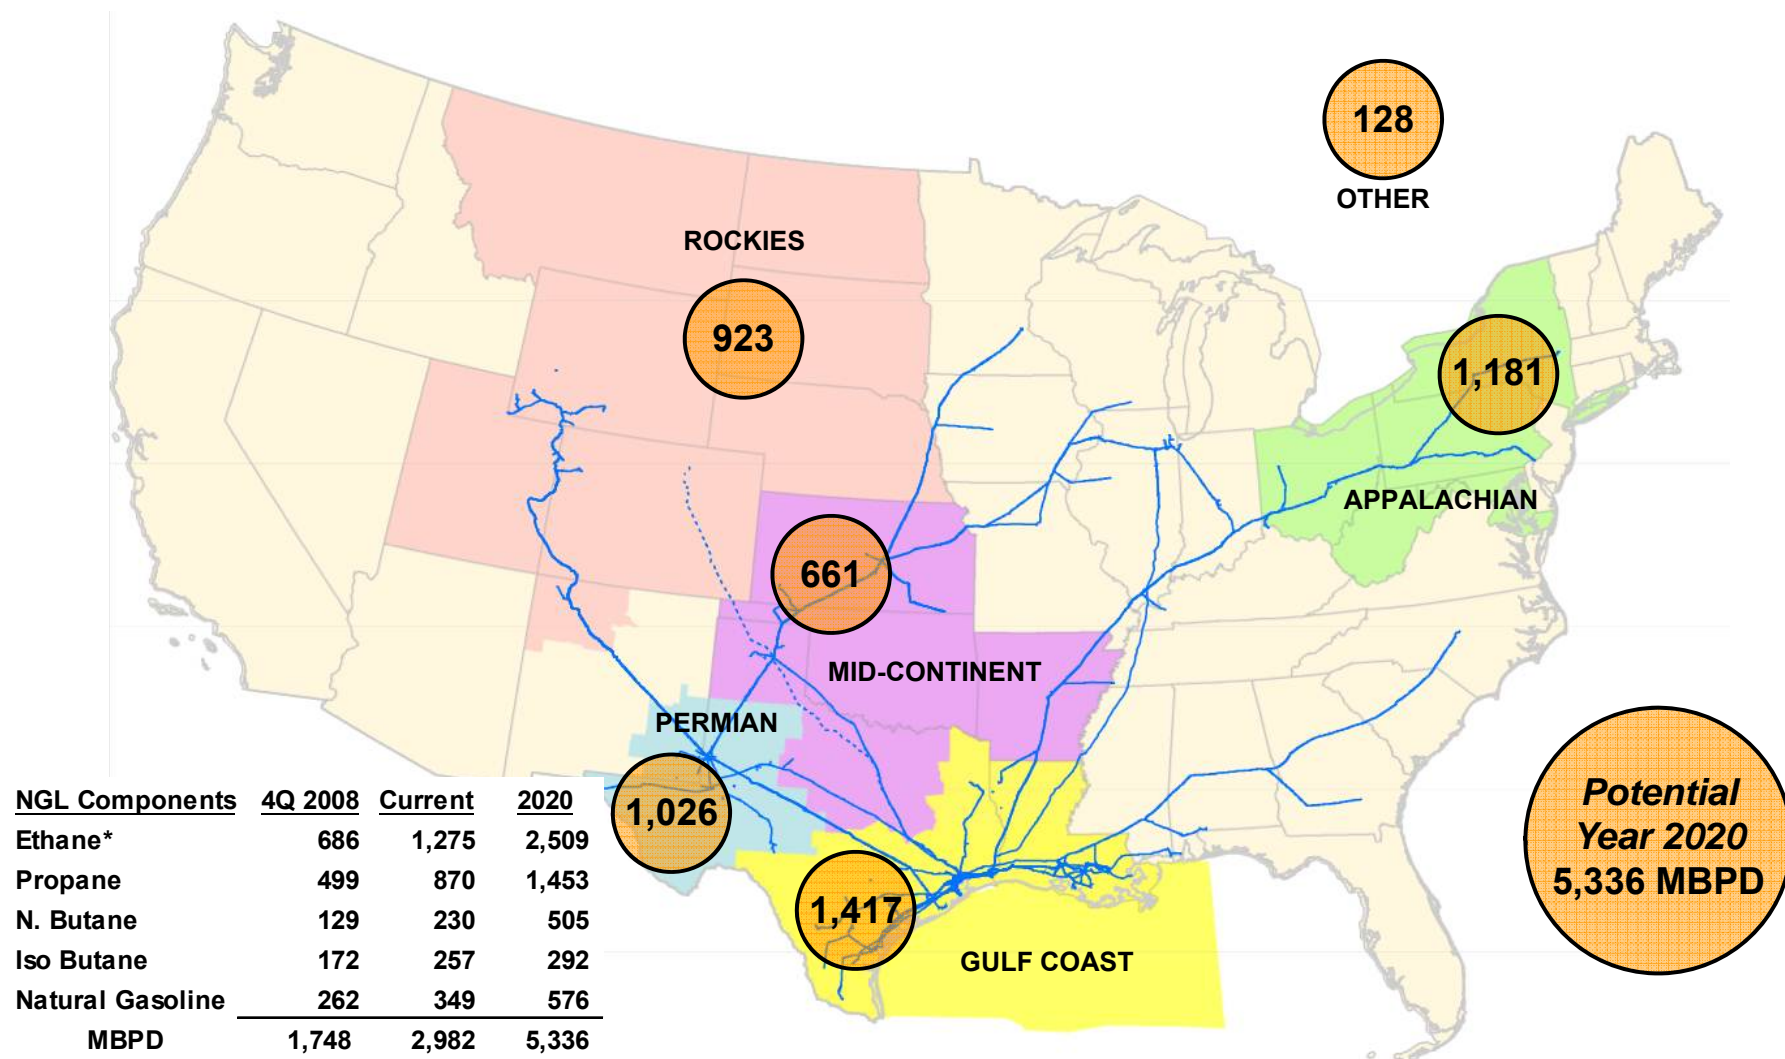 128
OTHER
ROCKIES
923
1,181
APPALACHIAN
661
MID-CONTINENT
PERMIAN
1,026
1,417
GULF COAST
Potential
Year 2020
5,336 MBPD
NGL Components 4Q 2008 Current 2020
Ethane* 686 1,275 2,509
Propane 499 870 1,453
N. Butane 129 230 505
Iso Butane 172 257 292
Natural Gasoline 262 349 576
MBPD 1,748 2,982 5,336